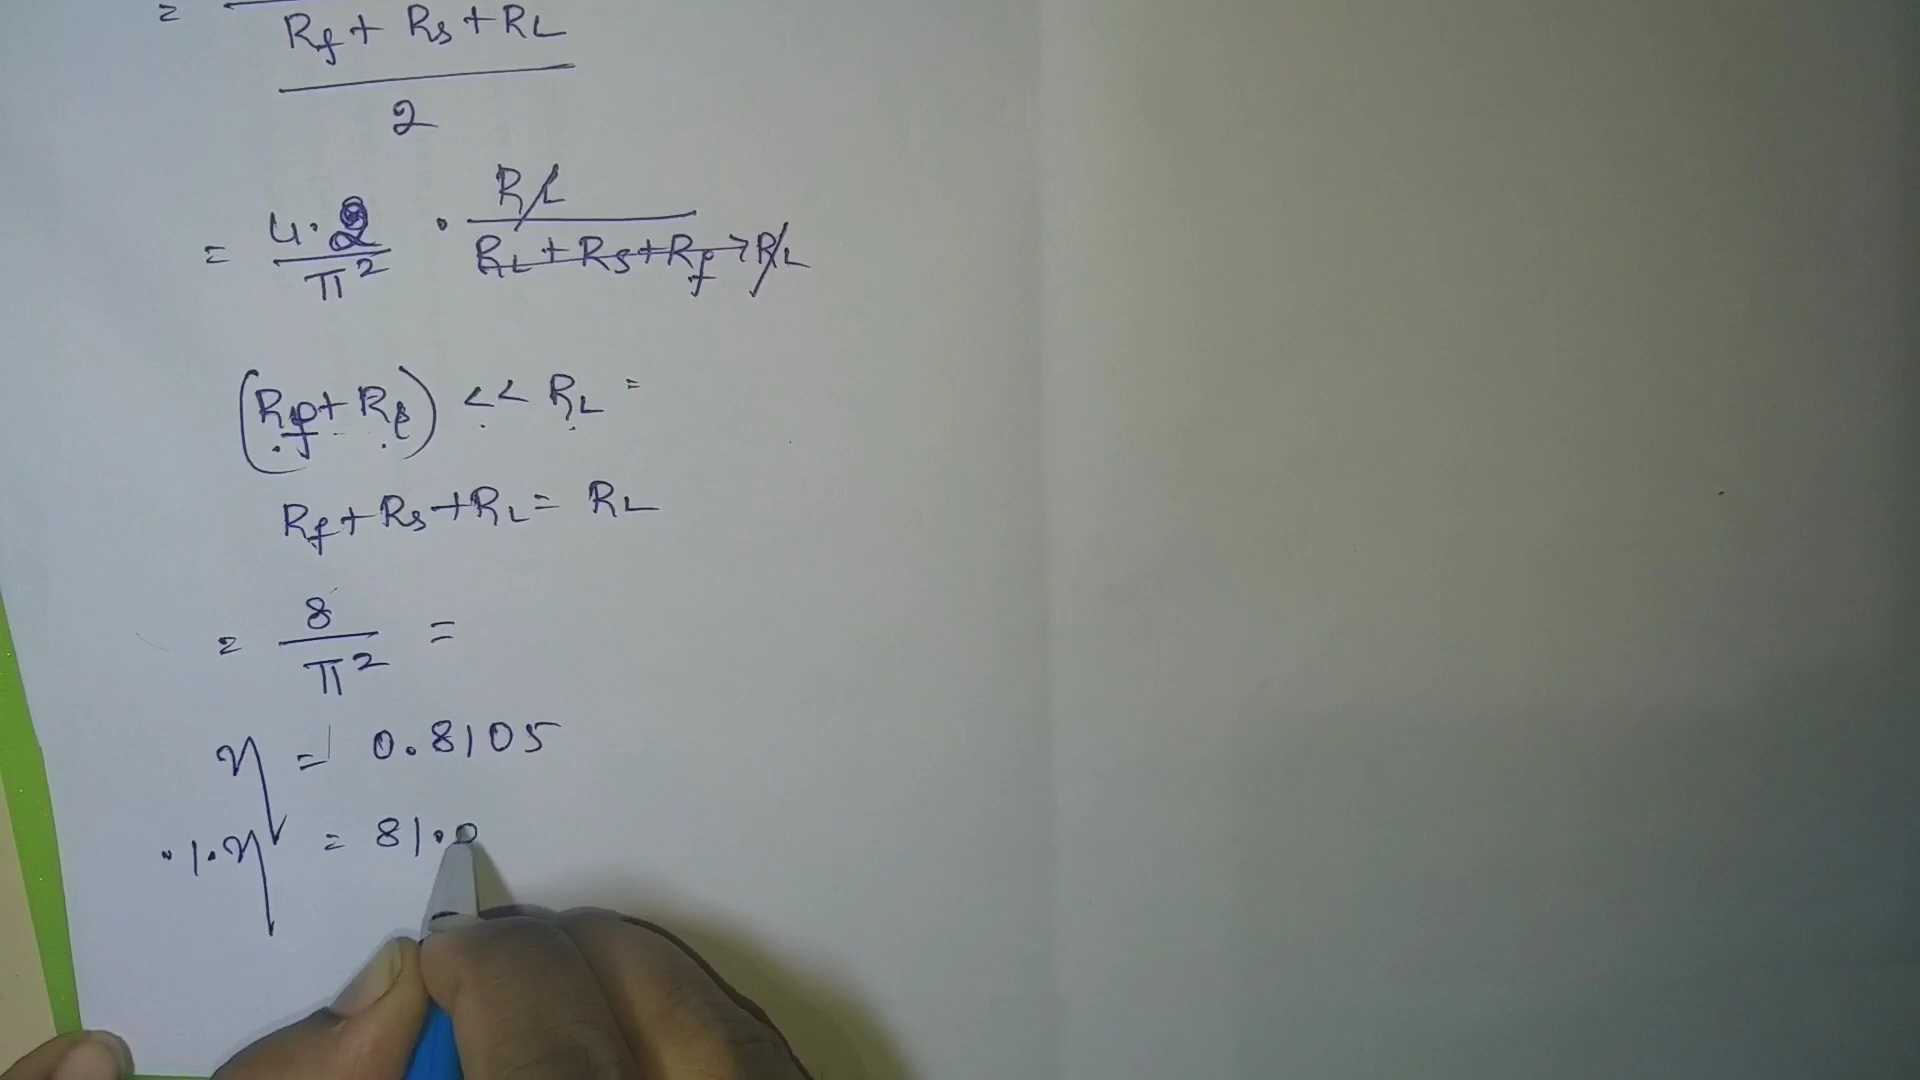 =
Rf + Rs + RL
2
= 4·2/π² · RL/RL + Rs + Rf → RL
(Rf + Rs) << RL =
Rf + Rs + RL = RL
= 8/π² =
η = 0.8105
%η = 81.0